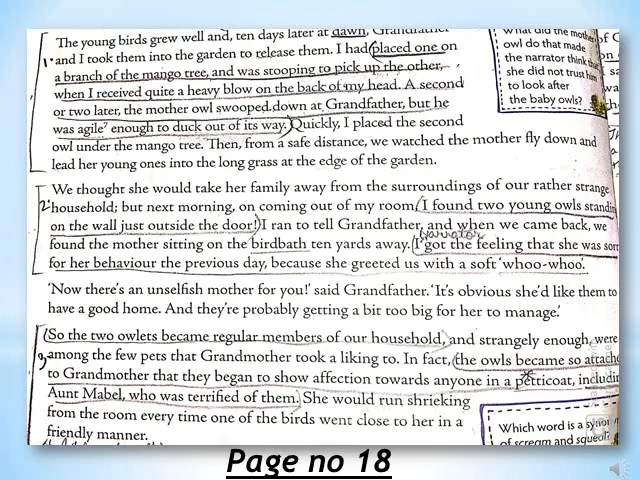 The young birds grew well and, ten days later at dawn, Grandfather
and I took them into the garden to release them. I had placed one on
a branch of the mango tree, and was stooping to pick up the other,
when I received quite a heavy blow on the back of my head. A second
or two later, the mother owl swooped down at Grandfather, but he
was agile⁷ enough to duck out of its way. Quickly, I placed the second
owl under the mango tree. Then, from a safe distance, we watched the mother fly down and
lead her young ones into the long grass at the edge of the garden.
What did the mother
owl do that made
the narrator think that
she did not trust him
to look after
the baby owls?
We thought she would take her family away from the surroundings of our rather strange
household; but next morning, on coming out of my room, I found two young owls standin
on the wall just outside the door! I ran to tell Grandfather, and when we came back, we
found the mother sitting on the birdbath ten yards away. I got the feeling that she was sorr
for her behaviour the previous day, because she greeted us with a soft 'whoo-whoo'.
'Now there's an unselfish mother for you!' said Grandfather. 'It's obvious she'd like them to
have a good home. And they're probably getting a bit too big for her to manage.'
So the two owlets became regular members of our household, and strangely enough, were
among the few pets that Grandmother took a liking to. In fact, the owls became so attache
to Grandmother that they began to show affection towards anyone in a petticoat, includin
Aunt Mabel, who was terrified of them. She would run shrieking
from the room every time one of the birds went close to her in a
friendly manner.
Which word is a synon
of scream and squeal?
Page no 18